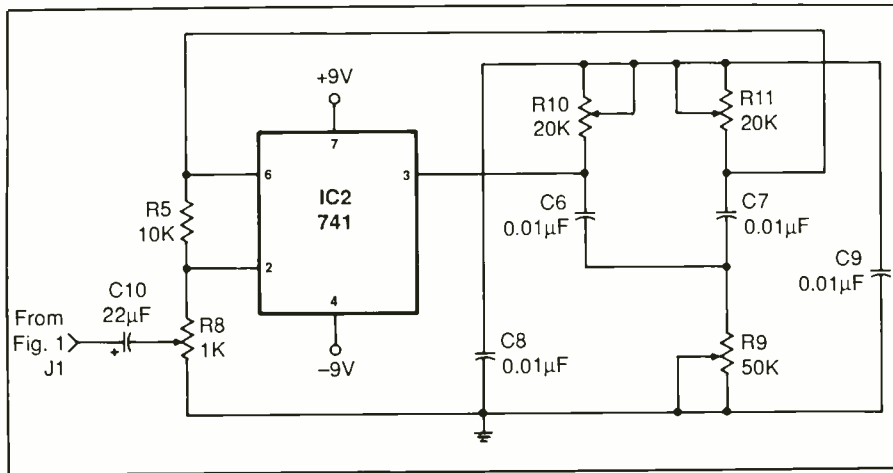 +9V
R10
20K
R11
20K
7
6
3
IC2
741
R5
10K
C6
0.01µF
C7
0.01µF
C9
0.01µF
2
C10
22µF
4
From
Fig. 1
J1
+
R8
1K
−9V
C8
0.01µF
R9
50K